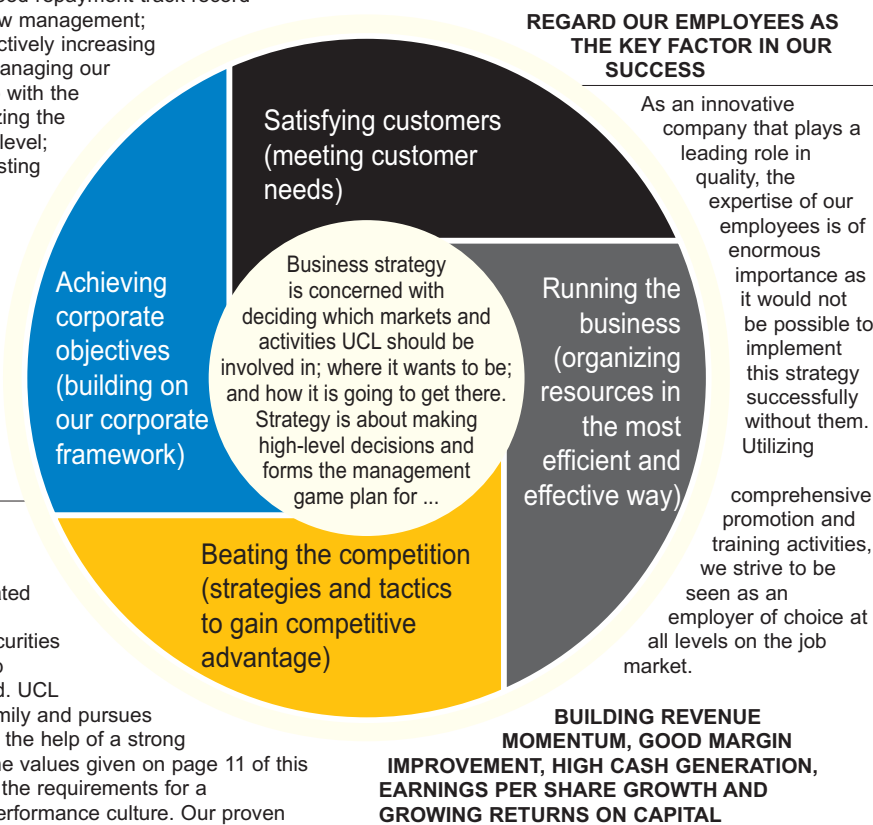 repayment track record
management;
increasing
managing our
with the
the
level;
Satisfying customers
(meeting customer
needs)
Achieving
corporate
objectives
(building on
our corporate
framework)
Business strategy
is concerned with
deciding which markets and
activities UCL should be
involved in; where it wants to be;
and how it is going to get there.
Strategy is about making
high-level decisions and
forms the management
game plan for ...
Running the
business
(organizing
resources in
the most
efficient and
effective way)
Beating the competition
(strategies and tactics
to gain competitive
advantage)
UCL
and pursues
the help of a strong
values given on page 11 of this
the requirements for a
performance culture. Our proven
REGARD OUR EMPLOYEES AS
THE KEY FACTOR IN OUR
SUCCESS
As an innovative
company that plays a
leading role in
quality, the
expertise of our
employees is of
enormous
importance as
it would not
be possible to
implement
this strategy
successfully
without them.
Utilizing
comprehensive
promotion and
training activities,
we strive to be
seen as an
employer of choice at
all levels on the job
market.
BUILDING REVENUE
MOMENTUM, GOOD MARGIN
IMPROVEMENT, HIGH CASH GENERATION,
EARNINGS PER SHARE GROWTH AND
GROWING RETURNS ON CAPITAL